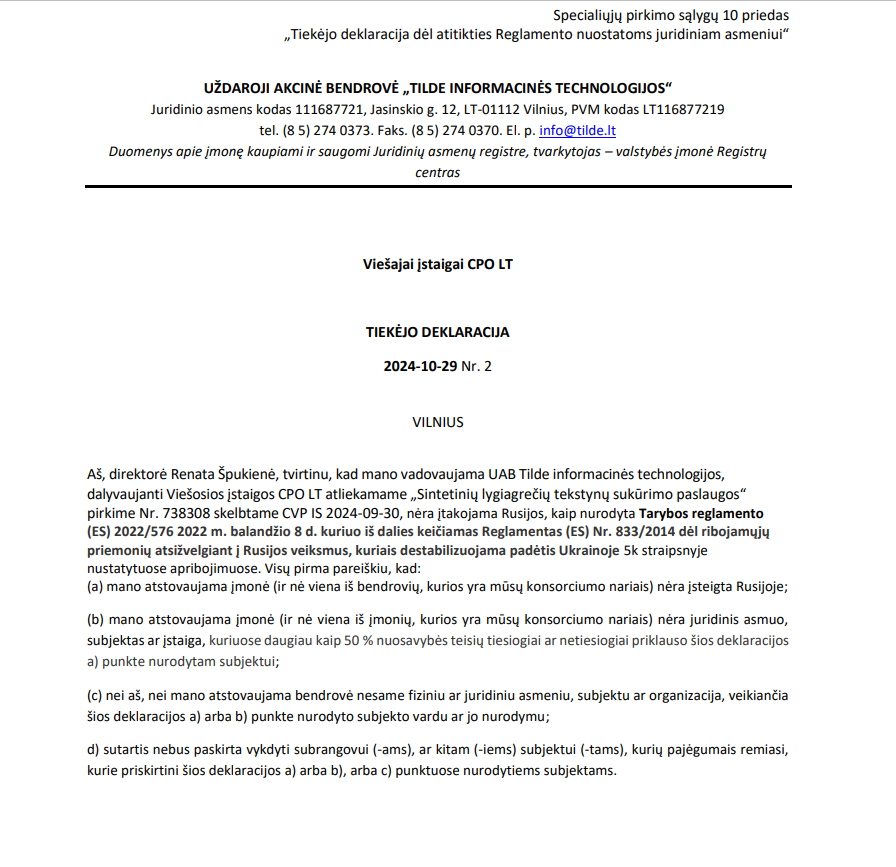 Specialiųjų pirkimo sąlygų 10 priedas
„Tiekėjo deklaracija dėl atitikties Reglamento nuostatoms juridiniam asmeniui“
UŽDAROJI AKCINĖ BENDROVĖ „TILDE INFORMACINĖS TECHNOLOGIJOS“
Juridinio asmens kodas 111687721, Jasinskio g. 12, LT-01112 Vilnius, PVM kodas LT116877219
tel. (8 5) 274 0373. Faks. (8 5) 274 0370. El. p. info@tilde.lt
Duomenys apie įmonę kaupiami ir saugomi Juridinių asmenų registre, tvarkytojas – valstybės įmonė Registrų
centras
Viešajai įstaigai CPO LT
TIEKĖJO DEKLARACIJA
2024-10-29 Nr. 2
VILNIUS
Aš, direktorė Renata Špukienė, tvirtinu, kad mano vadovaujama UAB Tilde informacinės technologijos,
dalyvaujanti Viešosios įstaigos CPO LT atliekamame „Sintetinių lygiagrečių tekstynų sukūrimo paslaugos“
pirkime Nr. 738308 skelbtame CVP IS 2024-09-30, nėra įtakojama Rusijos, kaip nurodyta Tarybos reglamento
(ES) 2022/576 2022 m. balandžio 8 d. kuriuo iš dalies keičiamas Reglamentas (ES) Nr. 833/2014 dėl ribojamųjų
priemonių atsižvelgiant į Rusijos veiksmus, kuriais destabilizuojama padėtis Ukrainoje 5k straipsnyje
nustatytuose apribojimuose. Visų pirma pareiškiu, kad:
(a) mano atstovaujama įmonė (ir nė viena iš bendrovių, kurios yra mūsų konsorciumo nariais) nėra įsteigta Rusijoje;
(b) mano atstovaujama įmonė (ir nė viena iš įmonių, kurios yra mūsų konsorciumo nariais) nėra juridinis asmuo,
subjektas ar įstaiga, kuriuose daugiau kaip 50 % nuosavybės teisių tiesiogiai ar netiesiogiai priklauso šios deklaracijos
a) punkte nurodytam subjektui;
(c) nei aš, nei mano atstovaujama bendrovė nesame fiziniu ar juridiniu asmeniu, subjektu ar organizacija, veikiančia
šios deklaracijos a) arba b) punkte nurodyto subjekto vardu ar jo nurodymu;
d) sutartis nebus paskirta vykdyti subrangovui (-ams), ar kitam (-iems) subjektui (-tams), kurių pajėgumais remiasi,
kurie priskirtini šios deklaracijos a) arba b), arba c) punktuose nurodytiems subjektams.